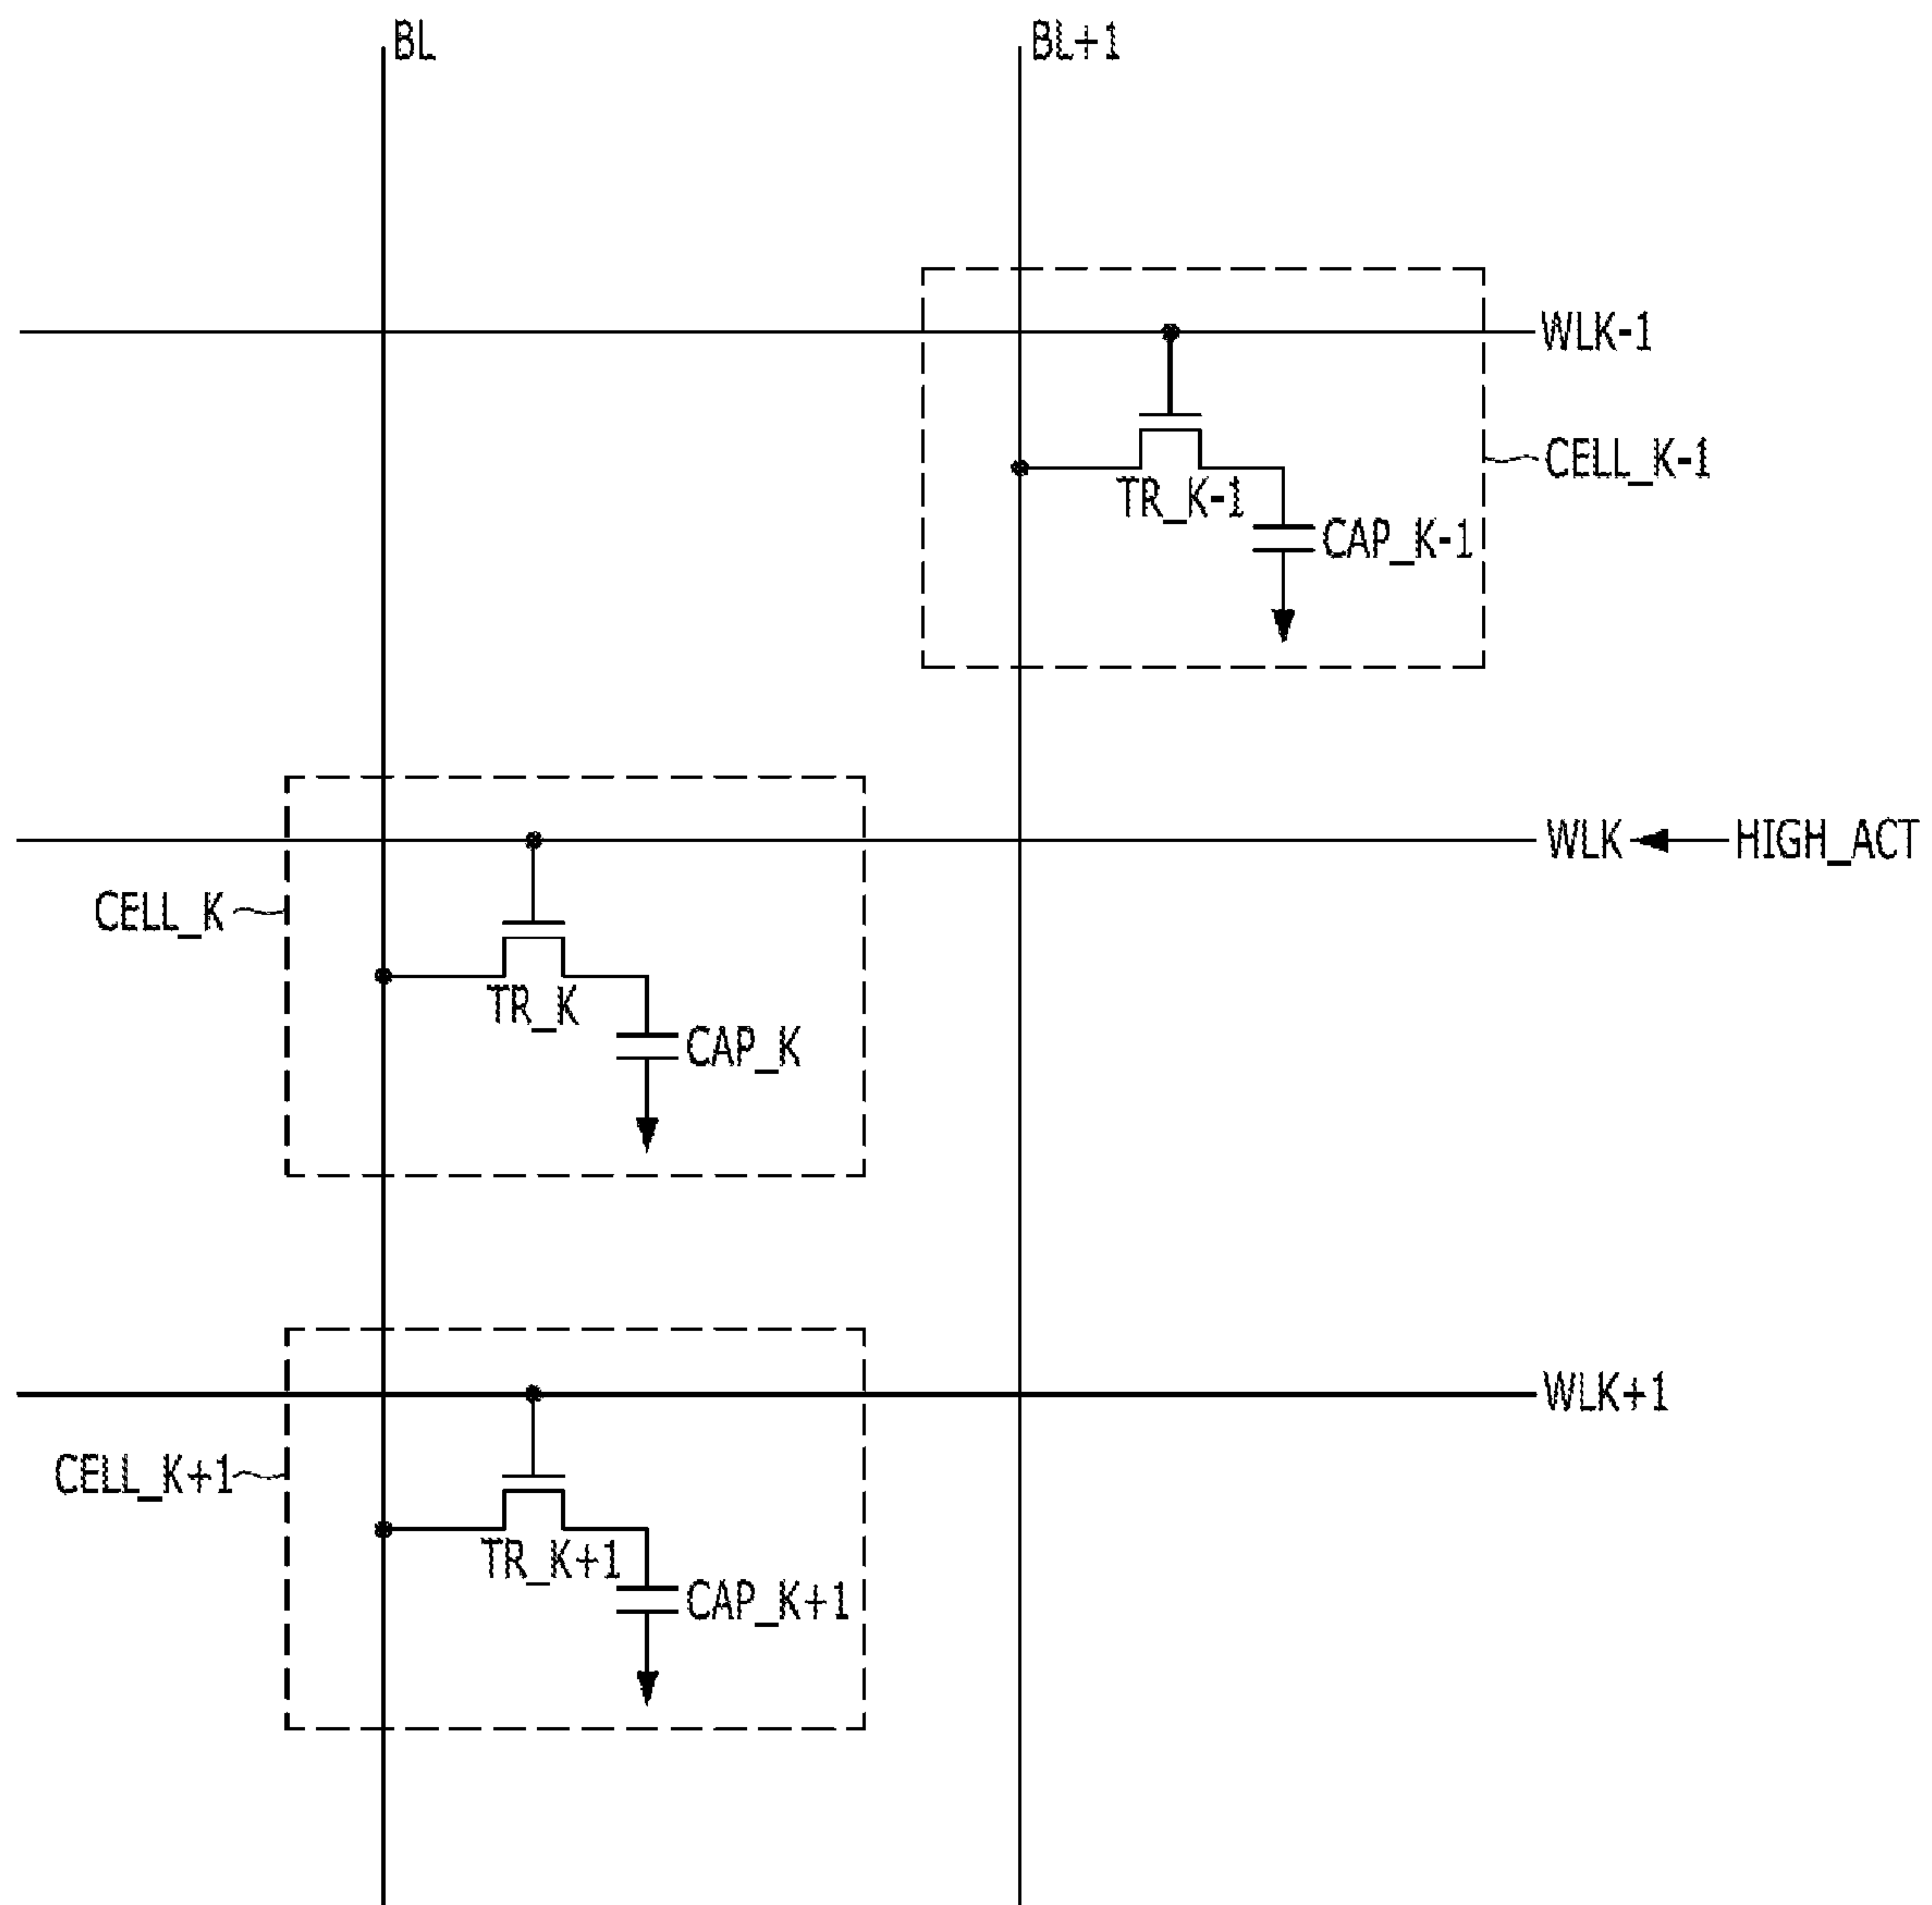 BL
BL+1
WLK-1
CELL_K-1
TR_K-1
CAP_K-1
WLK
HIGH_ACT
CELL_K
TR_K
CAP_K
WLK+1
CELL_K+1
TR_K+1
CAP_K+1